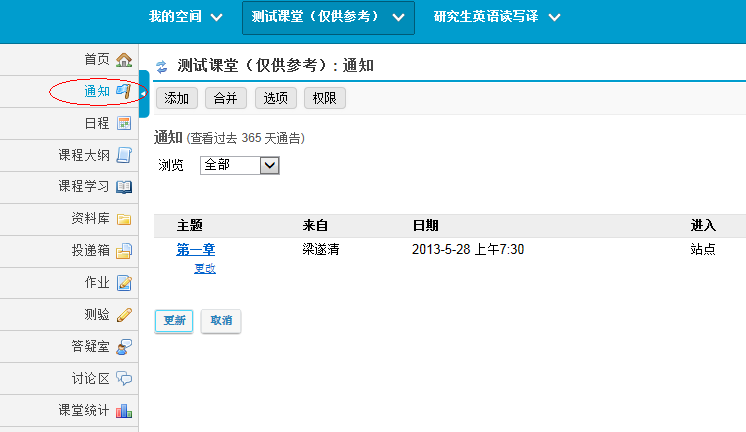 我的空间 测试课堂（仅供参考） 研究生英语读写译
首页
通知
日程
课程大纲
课程学习
资料库
投递箱
作业
测验
答疑室
讨论区
课堂统计
测试课堂（仅供参考）: 通知
添加 合并 选项 权限
通知 (查看过去 365 天通告)
浏览 全部
主题 来自 日期 进入
第一章 梁遂清 2013-5-28 上午7:30 站点
更改
更新 取消